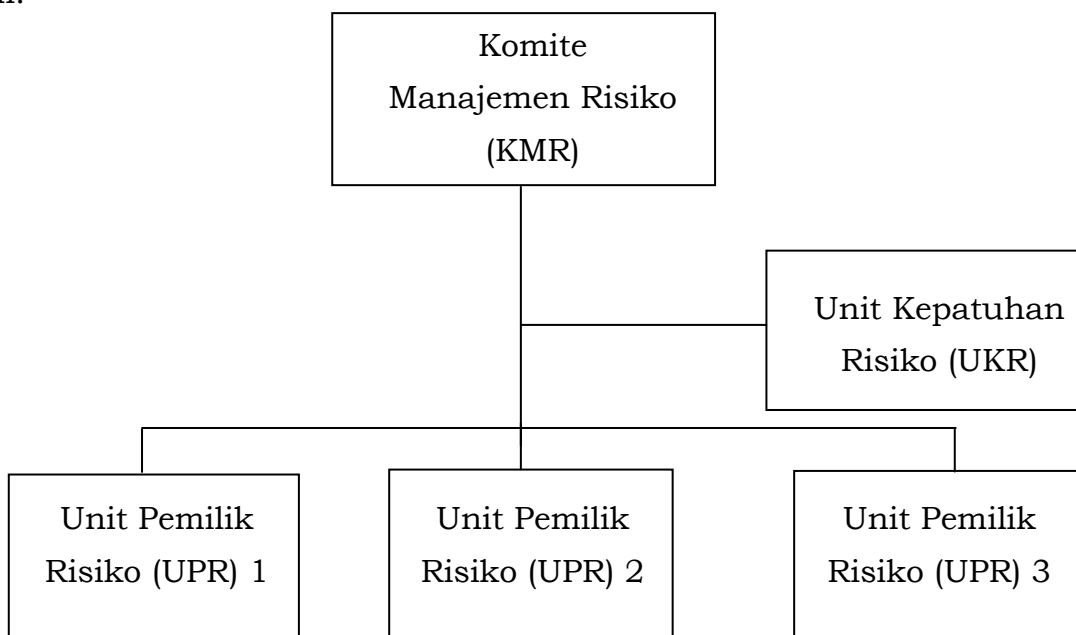 Komite
Manajemen Risiko
(KMR)
Unit Kepatuhan
Risiko (UKR)
Unit Pemilik
Risiko (UPR) 1
Unit Pemilik
Risiko (UPR) 2
Unit Pemilik
Risiko (UPR) 3